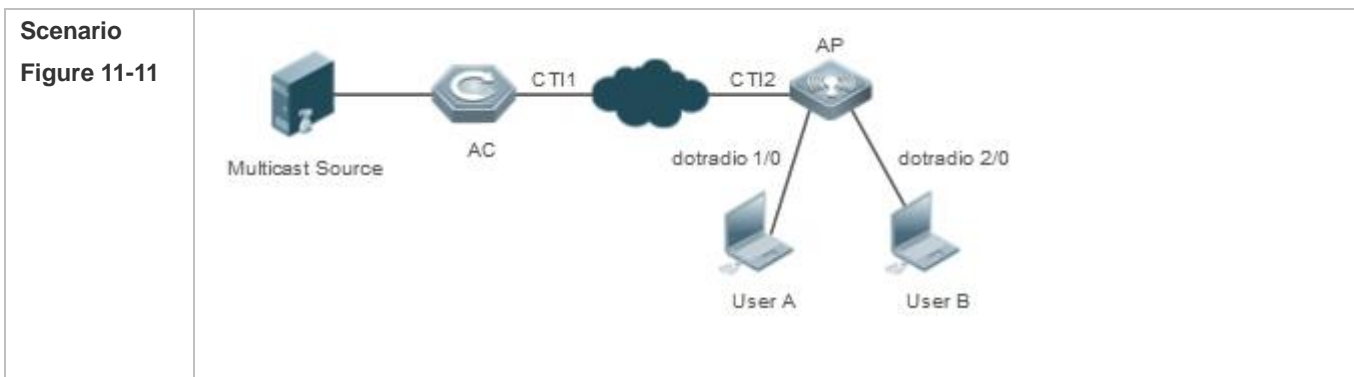 Scenario
Figure 11-11
AP
CTI1
CTI2
AC
Multicast Source
dotradio 1/0
dotradio 2/0
User A
User B